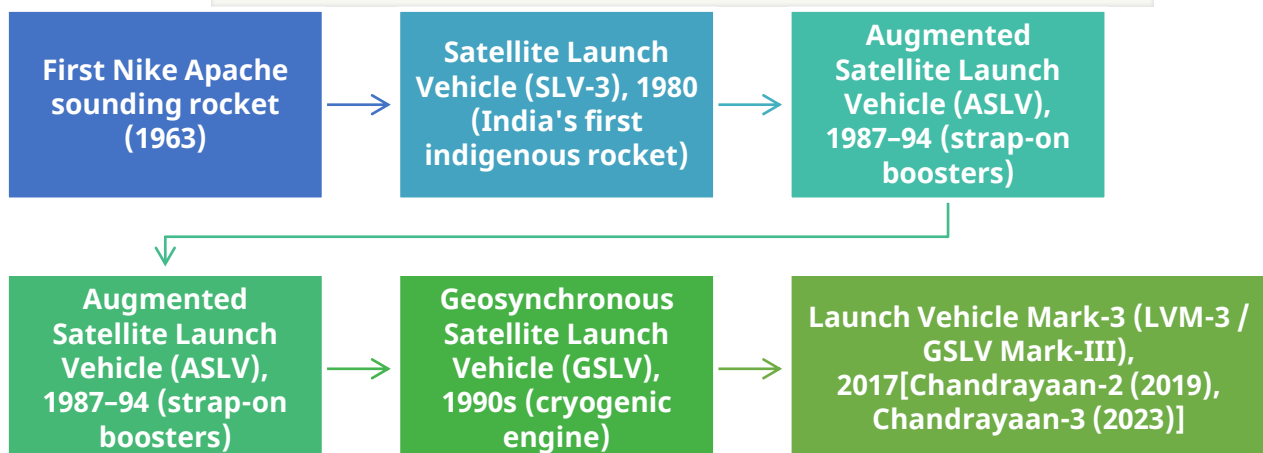 First Nike Apache
sounding rocket
(1963)
Satellite Launch
Vehicle (SLV-3), 1980
(India's first
indigenous rocket)
Augmented
Satellite Launch
Vehicle (ASLV),
1987–94 (strap-on
boosters)
Augmented
Satellite Launch
Vehicle (ASLV),
1987–94 (strap-on
boosters)
Geosynchronous
Satellite Launch
Vehicle (GSLV),
1990s (cryogenic
engine)
Launch Vehicle Mark-3 (LVM-3 /
GSLV Mark-III),
2017[Chandrayaan-2 (2019),
Chandrayaan-3 (2023)]